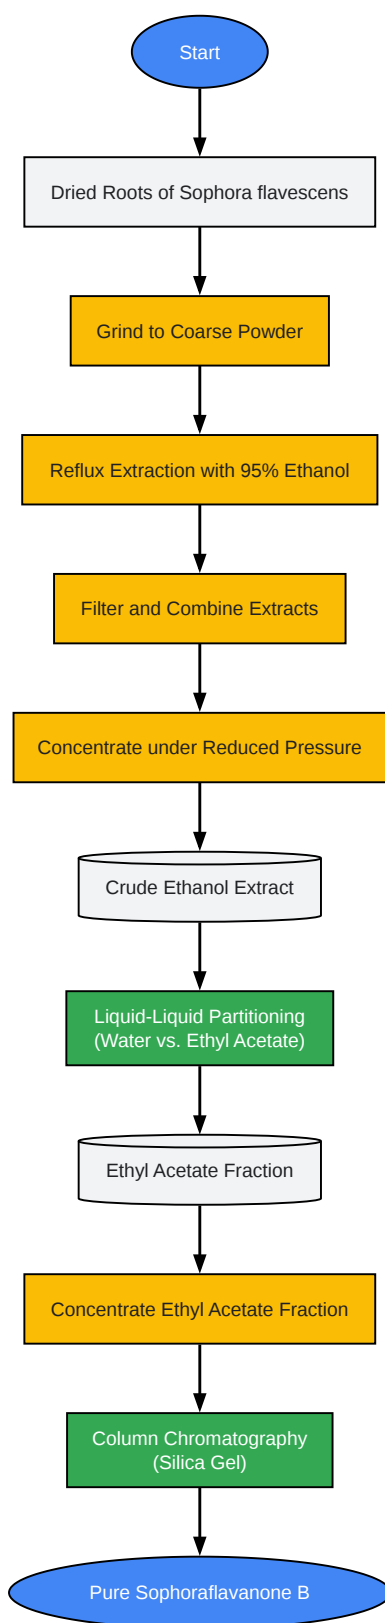 Start
Dried Roots of Sophora flavescens
Grind to Coarse Powder
Reflux Extraction with 95% Ethanol
Filter and Combine Extracts
Concentrate under Reduced Pressure
Crude Ethanol Extract
Liquid-Liquid Partitioning
(Water vs. Ethyl Acetate)
Ethyl Acetate Fraction
Concentrate Ethyl Acetate Fraction
Column Chromatography
(Silica Gel)
Pure Sophoraflavanone B